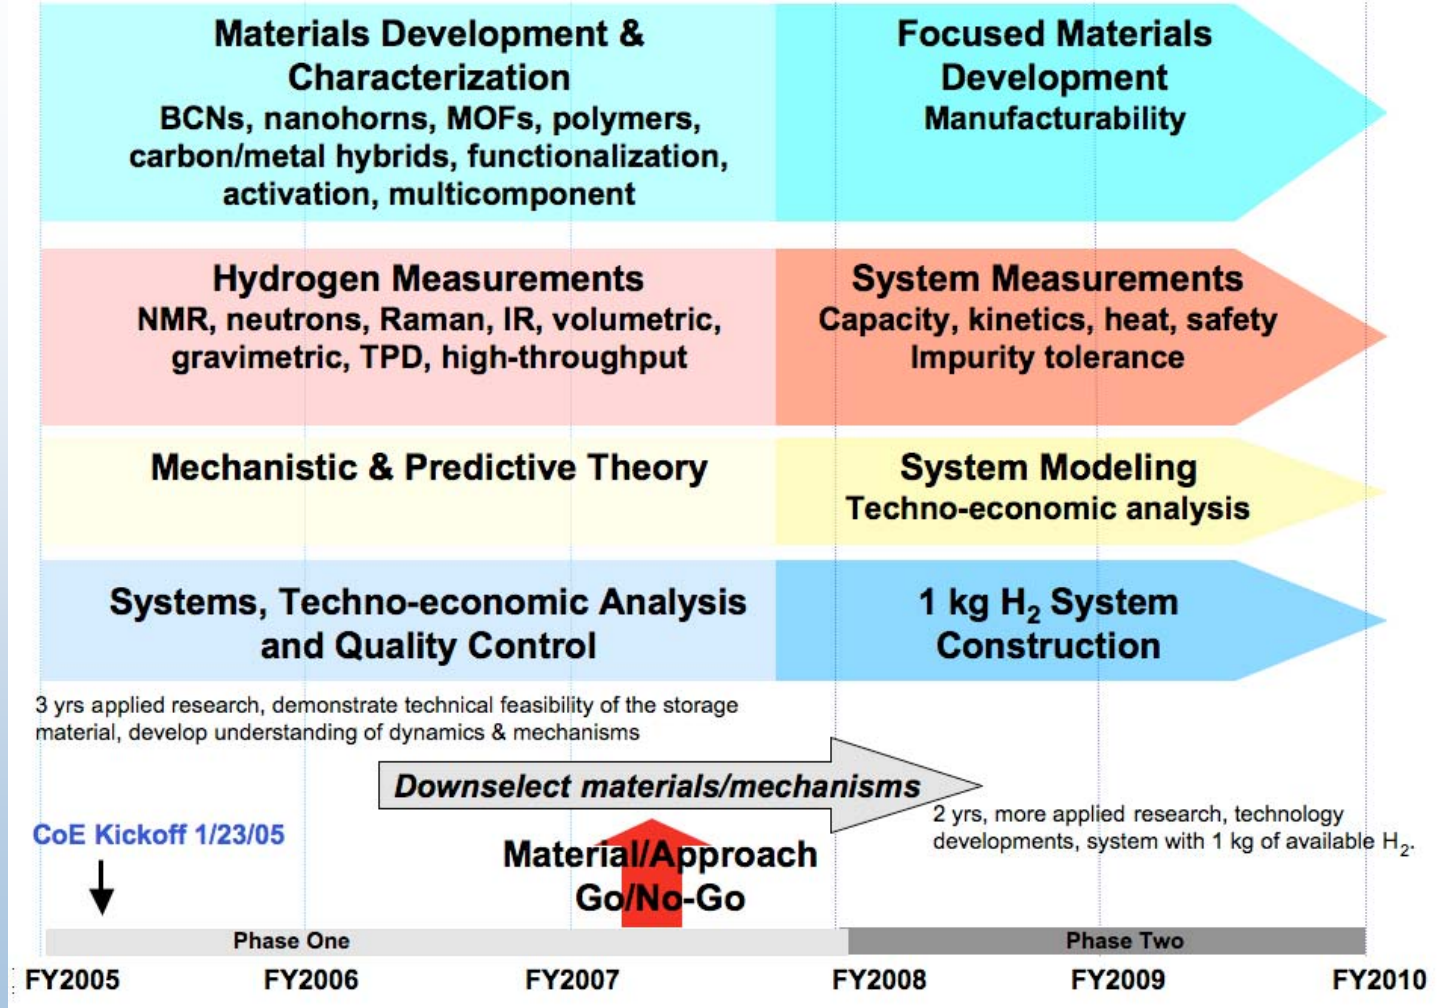 Materials Development &
Characterization
BCNs, nanohorns, MOFs, polymers,
carbon/metal hybrids, functionalization,
activation, multicomponent
Focused Materials
Development
Manufacturability
Hydrogen Measurements
NMR, neutrons, Raman, IR, volumetric,
gravimetric, TPD, high-throughput
System Measurements
Capacity, kinetics, heat, safety
Impurity tolerance
Mechanistic & Predictive Theory
System Modeling
Techno-economic analysis
Systems, Techno-economic Analysis
and Quality Control
1 kg H2 System
Construction
3 yrs applied research, demonstrate technical feasibility of the storage
material, develop understanding of dynamics & mechanisms
Downselect materials/mechanisms
2 yrs, more applied research, technology
developments, system with 1 kg of available H2.
CoE Kickoff 1/23/05
Material/Approach
Go/No-Go
Phase One
Phase Two
FY2005 FY2006 FY2007 FY2008 FY2009 FY2010